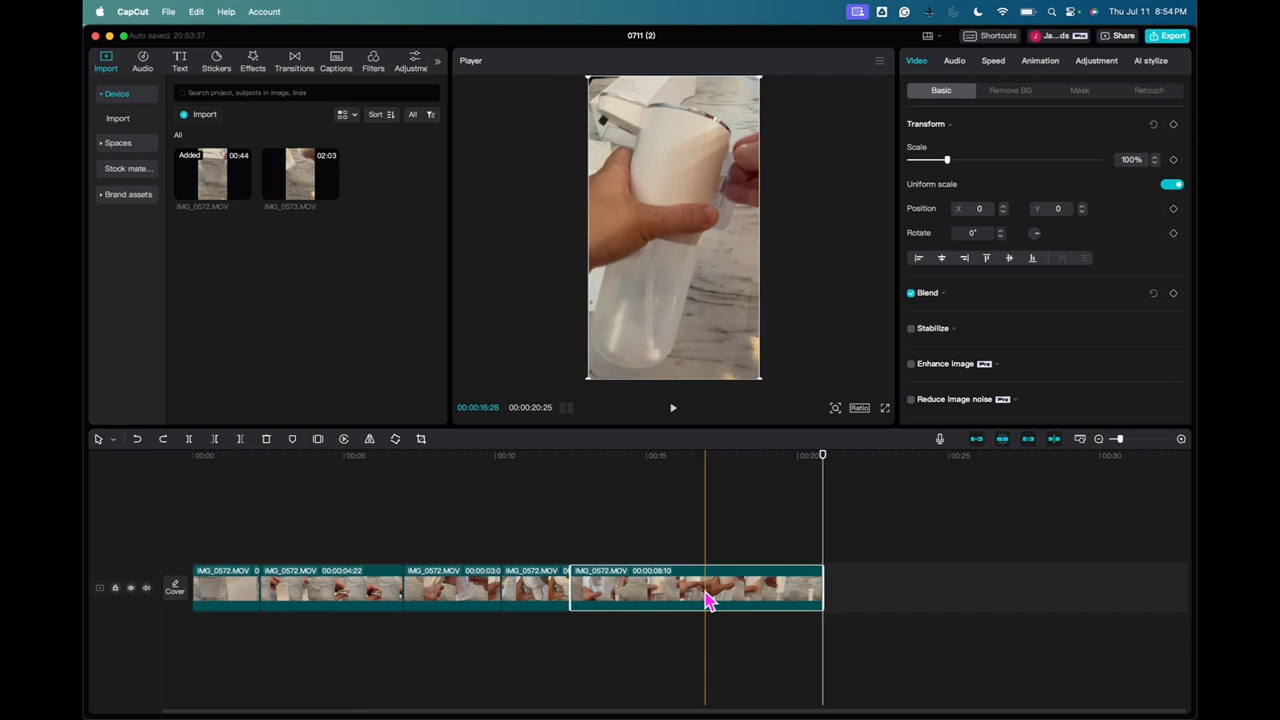 CapCut File Edit Help Account Thu Jul 11 8:54PM
Auto saved: 20:53:37 0711 (2) Shortcuts Ja...ds Pro Share Export
Import Audio Text Stickers Effects Transitions Captions Filters Adjustme
Player
Video Audio Speed Animation Adjustment AI stylize
Device
Import
Spaces
Stock mate...
Brand assets
Search project, subjects in image, lines
Import Sort All
All
Added 00:44 02:03
IMG_0572.MOV IMG_0573.MOV
00:00:16:28 00:00:20:25 Ratio
Basic Remove BG Mask Retouch
Transform
Scale
100%
Uniform scale
Position X 0 Y 0
Rotate 0°
Blend
Stabilize
Enhance image Pro
Reduce image noise Pro
00:00 00:05 00:10 00:15 00:20 00:25 00:30
Cover
IMG_0572.MOV 0 IMG_0572.MOV 00:00:04:22 IMG_0572.MOV 00:00:03:0 IMG_0572.MOV 00 IMG_0572.MOV 00:00:08:10